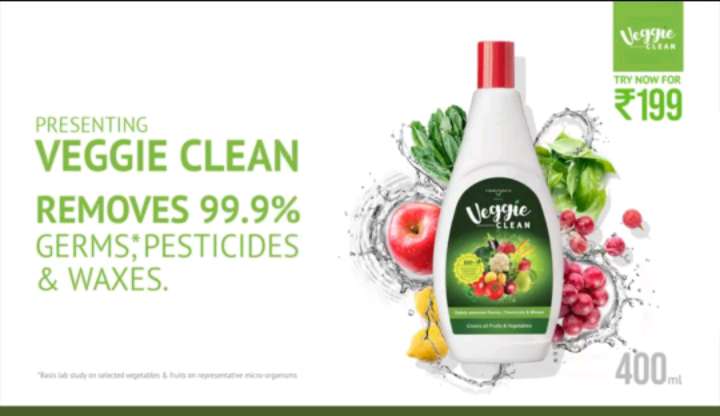 PRESENTING
VEGGIE CLEAN
REMOVES 99.9%
GERMS,* PESTICIDES
& WAXES.
*Basis lab study on selected vegetables & fruits on representative micro-organisms
Veggie
CLEAN
Cleans all Fruits & Vegetables
Veggie
CLEAN
TRY NOW FOR
₹199
400ml